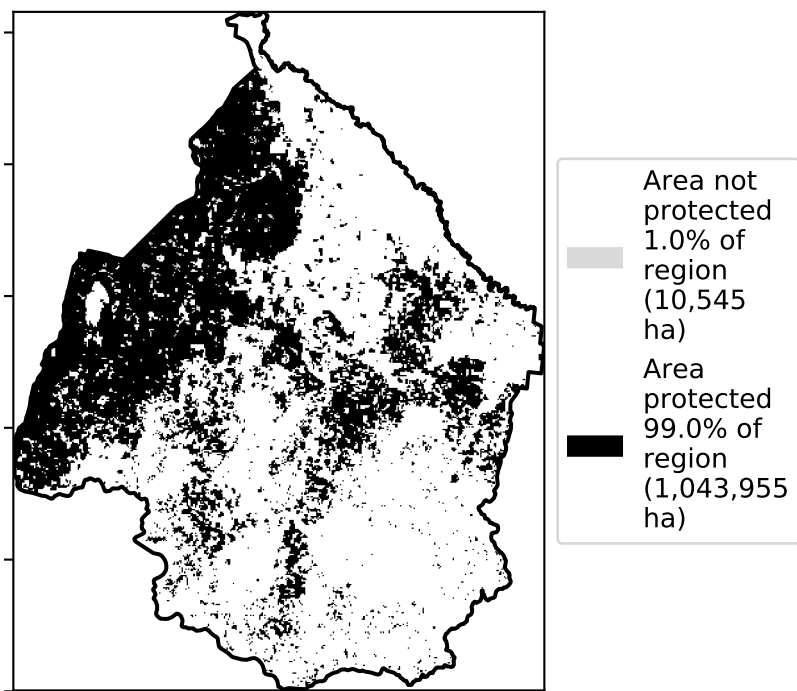 Area not
protected
1.0% of
region
(10,545
ha)
Area
protected
99.0% of
region
(1,043,955
ha)